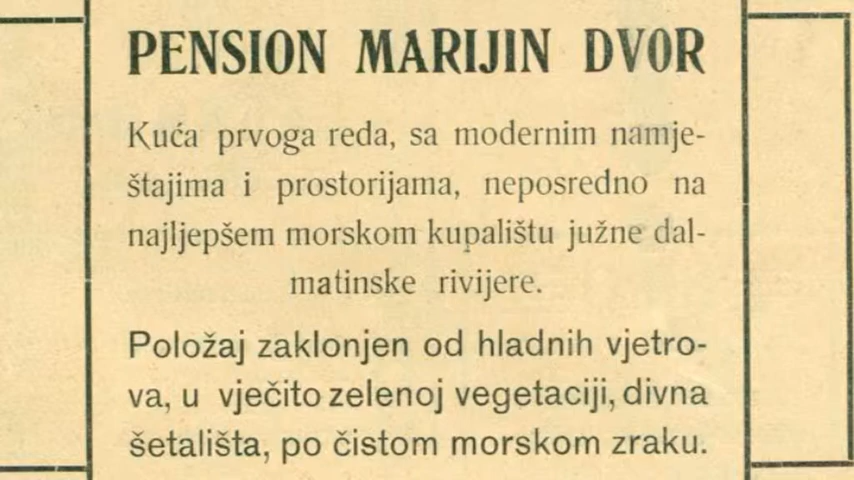 PENSION MARIJIN DVOR
Kuća prvoga reda, sa modernim namje-
štajima i prostorijama, neposredno na
najljepšem morskom kupalištu južne dal-
matinske rivijere.
Položaj zaklonjen od hladnih vjetro-
va, u vječito zelenoj vegetaciji, divna
šetališta, po čistom morskom zraku.